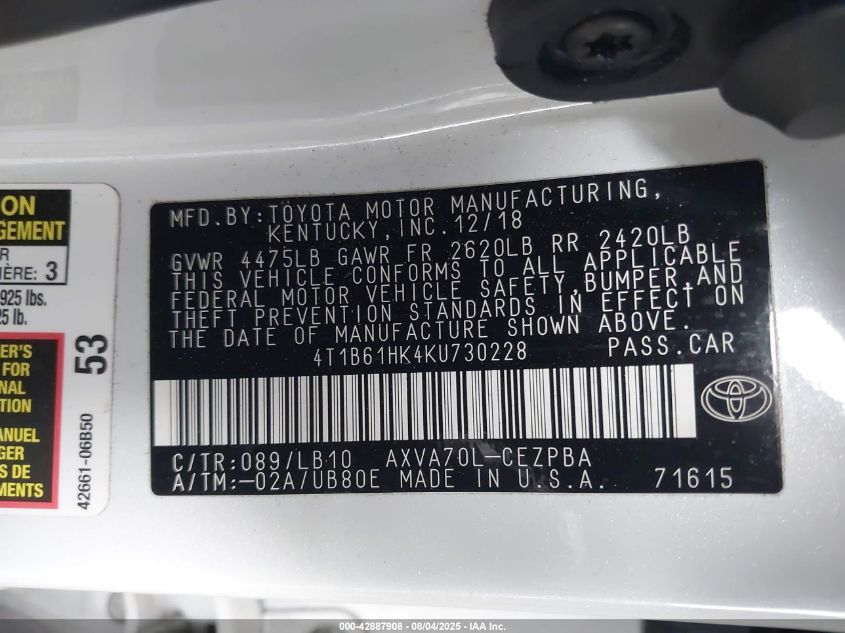 ON
GEMENT
R
IÈRE: 3
925 lbs.
25 lb.
ER'S
FOR
NAL
TION
ANUEL
GER
S DE
MENTS
53
42661-06B50
MFD.BY:TOYOTA MOTOR MANUFACTURING,
KENTUCKY,INC.12/18
GVWR 4475LB GAWR FR 2620LB RR 2420LB
THIS VEHICLE CONFORMS TO ALL APPLICABLE
FEDERAL MOTOR VEHICLE SAFETY,BUMPER,AND
THEFT PREVENTION STANDARDS IN EFFECT ON
THE DATE OF MANUFACTURE SHOWN ABOVE.
4T1B61HK4KU730228 PASS.CAR
C/TR:089/LB10 AXVA70L-CEZPBA
A/TM:-02A/UB80E MADE IN U.S.A. 71615
000-42887908 - 08/04/2025 - IAA Inc.